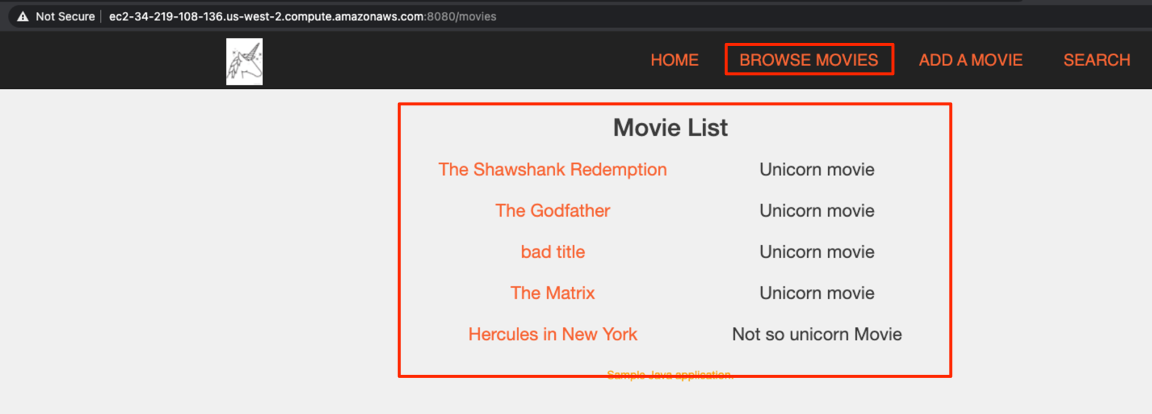 Not Secure | ec2-34-219-108-136.us-west-2.compute.amazonaws.com:8080/movies
HOME BROWSE MOVIES ADD A MOVIE SEARCH
Movie List
The Shawshank Redemption Unicorn movie
The Godfather Unicorn movie
bad title Unicorn movie
The Matrix Unicorn movie
Hercules in New York Not so unicorn Movie
Sample Java application.